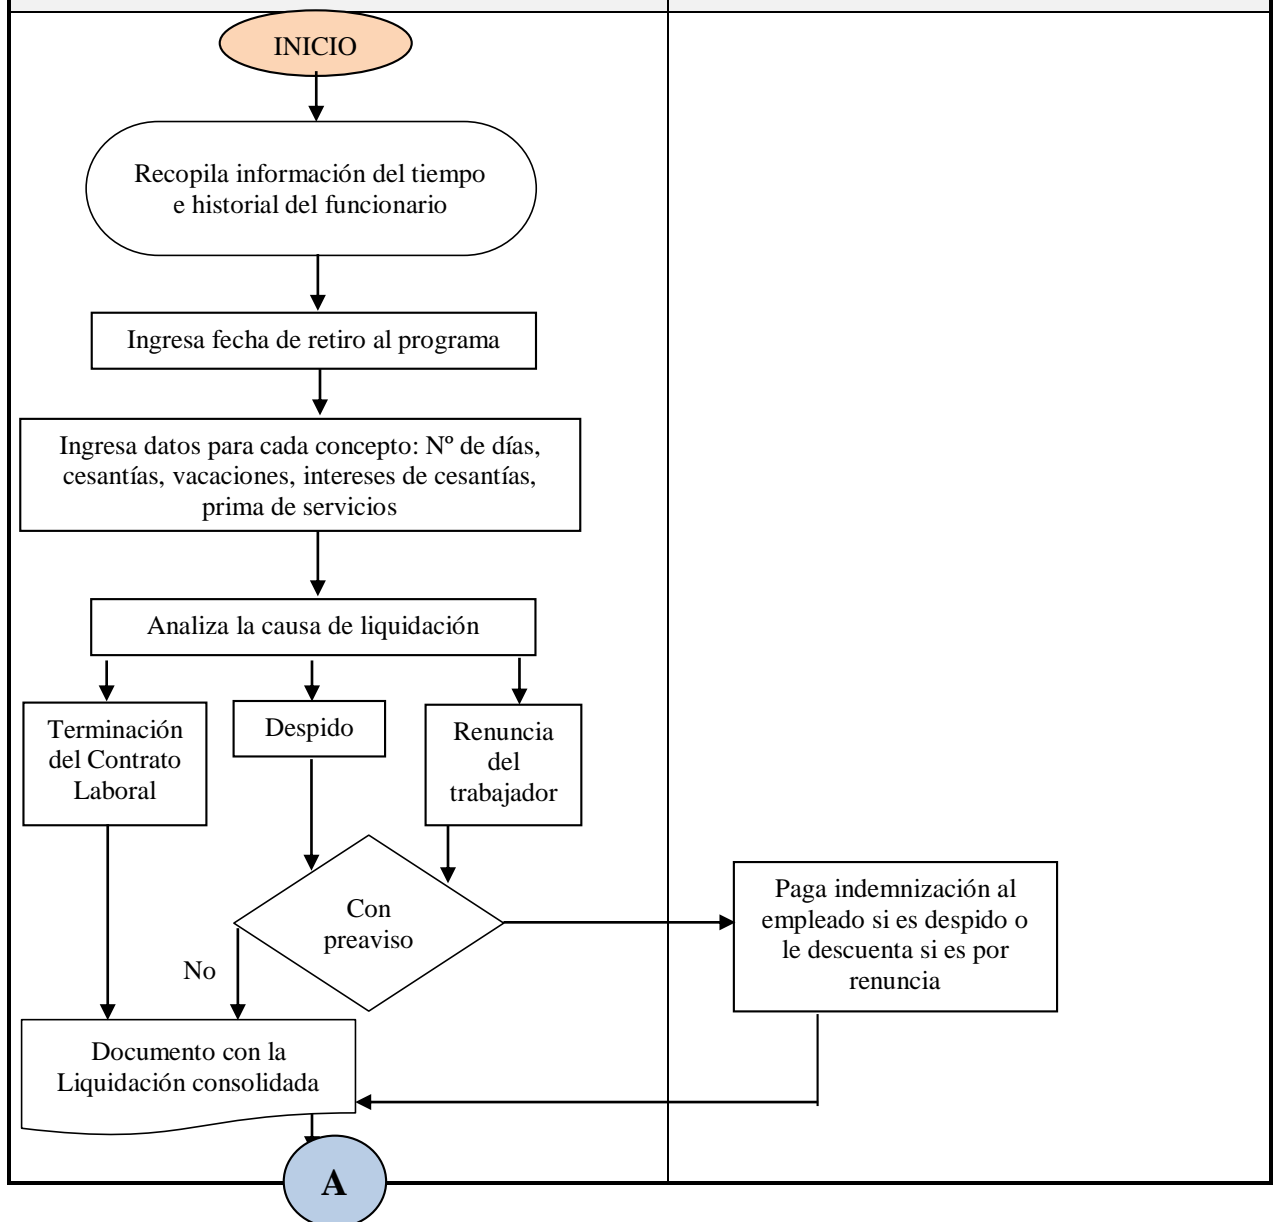 INICIO
Recopila información del tiempo
e historial del funcionario
Ingresa fecha de retiro al programa
Ingresa datos para cada concepto: Nº de días,
cesantías, vacaciones, intereses de cesantías,
prima de servicios
Analiza la causa de liquidación
Terminación
del Contrato
Laboral
Despido
Renuncia
del
trabajador
Con
preaviso
Paga indemnización al
empleado si es despido o
le descuenta si es por
renuncia
No
Documento con la
Liquidación consolidada
A